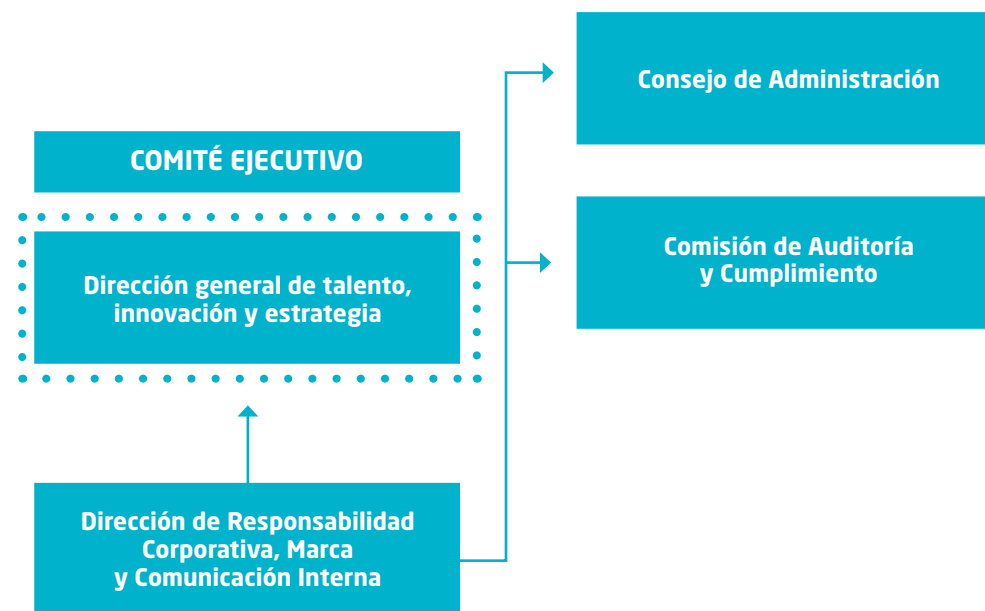 COMITÉ EJECUTIVO
Dirección general de talento,
innovación y estrategia
Dirección de Responsabilidad
Corporativa, Marca
y Comunicación Interna
Consejo de Administración
Comisión de Auditoría
y Cumplimiento